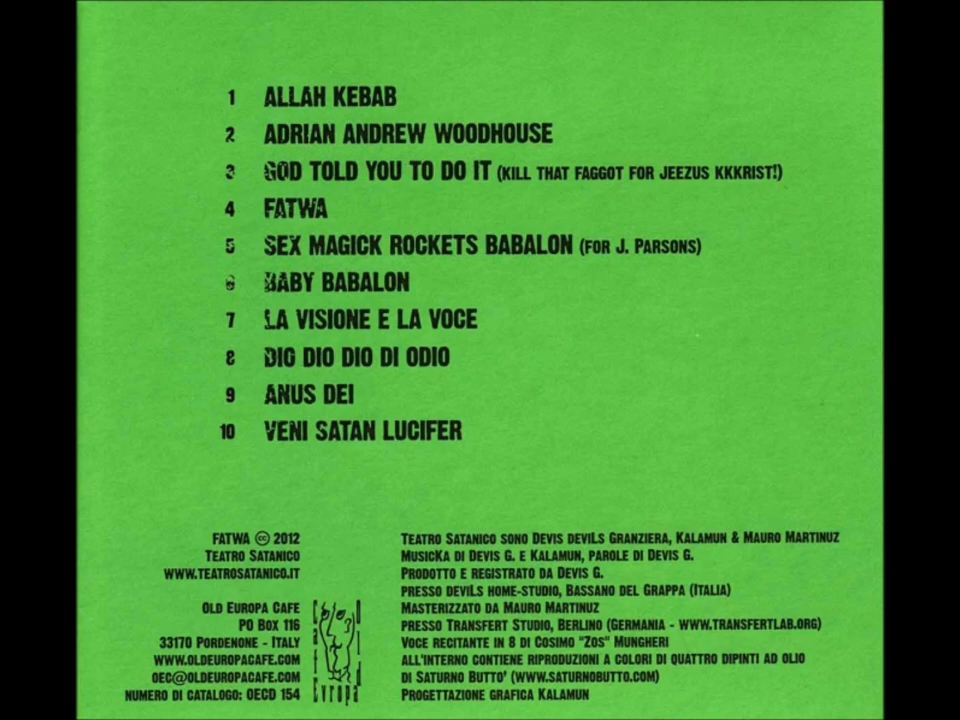 1 ALLAH KEBAB
2 ADRIAN ANDREW WOODHOUSE
3 GOD TOLD YOU TO DO IT (KILL THAT FAGGOT FOR JEEZUS KKKRIST!)
4 FATWA
5 SEX MAGICK ROCKETS BABALON (FOR J. PARSONS)
6 BABY BABALON
7 LA VISIONE E LA VOCE
8 DIO DIO DIO DI ODIO
9 ANUS DEI
10 VENI SATAN LUCIFER
FATWA 🄯 2012
TEATRO SATANICO
WWW.TEATROSATANICO.IT
OLD EUROPA CAFE
PO BOX 116
33170 PORDENONE - ITALY
WWW.OLDEUROPACAFE.COM
OEC@OLDEUROPACAFE.COM
NUMERO DI CATALOGO: OECD 154
Old Europa Cafe
TEATRO SATANICO SONO DEVIS DEVILS GRANZIERA, KALAMUN & MAURO MARTINUZ
MUSICKA DI DEVIS G. E KALAMUN, PAROLE DI DEVIS G.
PRODOTTO E REGISTRATO DA DEVIS G.
PRESSO DEVILS HOME-STUDIO, BASSANO DEL GRAPPA (ITALIA)
MASTERIZZATO DA MAURO MARTINUZ
PRESSO TRANSFERT STUDIO, BERLINO (GERMANIA - WWW.TRANSFERTLAB.ORG)
VOCE RECITANTE IN 8 DI COSIMO "ZOS" MUNGHERI
ALL'INTERNO CONTIENE RIPRODUZIONI A COLORI DI QUATTRO DIPINTI AD OLIO
DI SATURNO BUTTO' (WWW.SATURNOBUTTO.COM)
PROGETTAZIONE GRAFICA KALAMUN